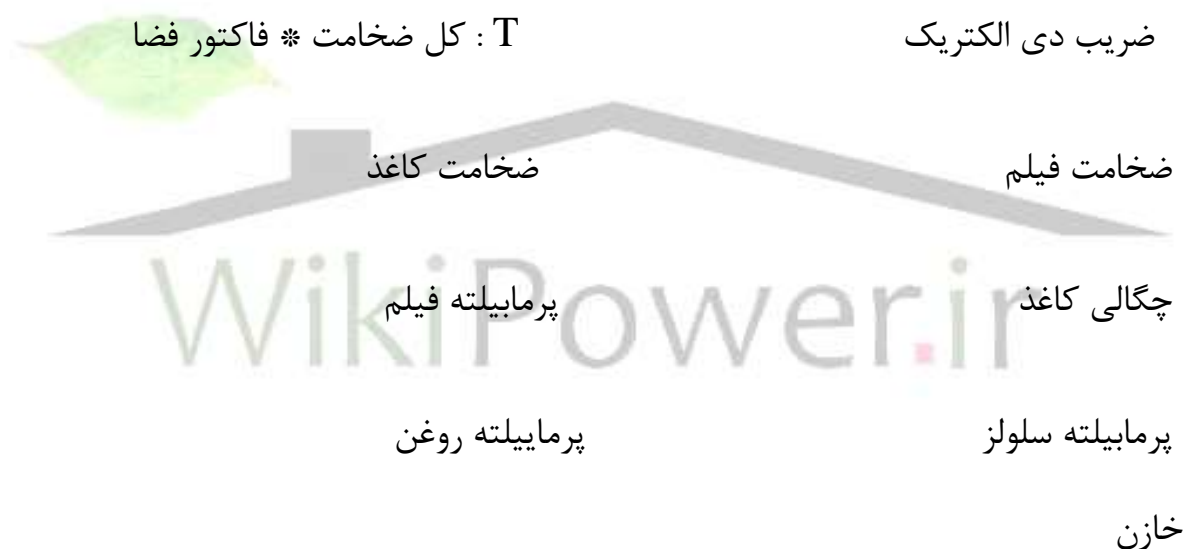 ضریب دی الکتریک T : کل ضخامت * فاکتور فضا
ضخامت فیلم ضخامت کاغذ
چگالی کاغذ پرمابیلته فیلم
WikiPower.ir
پرمابیلته سلولز پرماییلته روغن
خازن